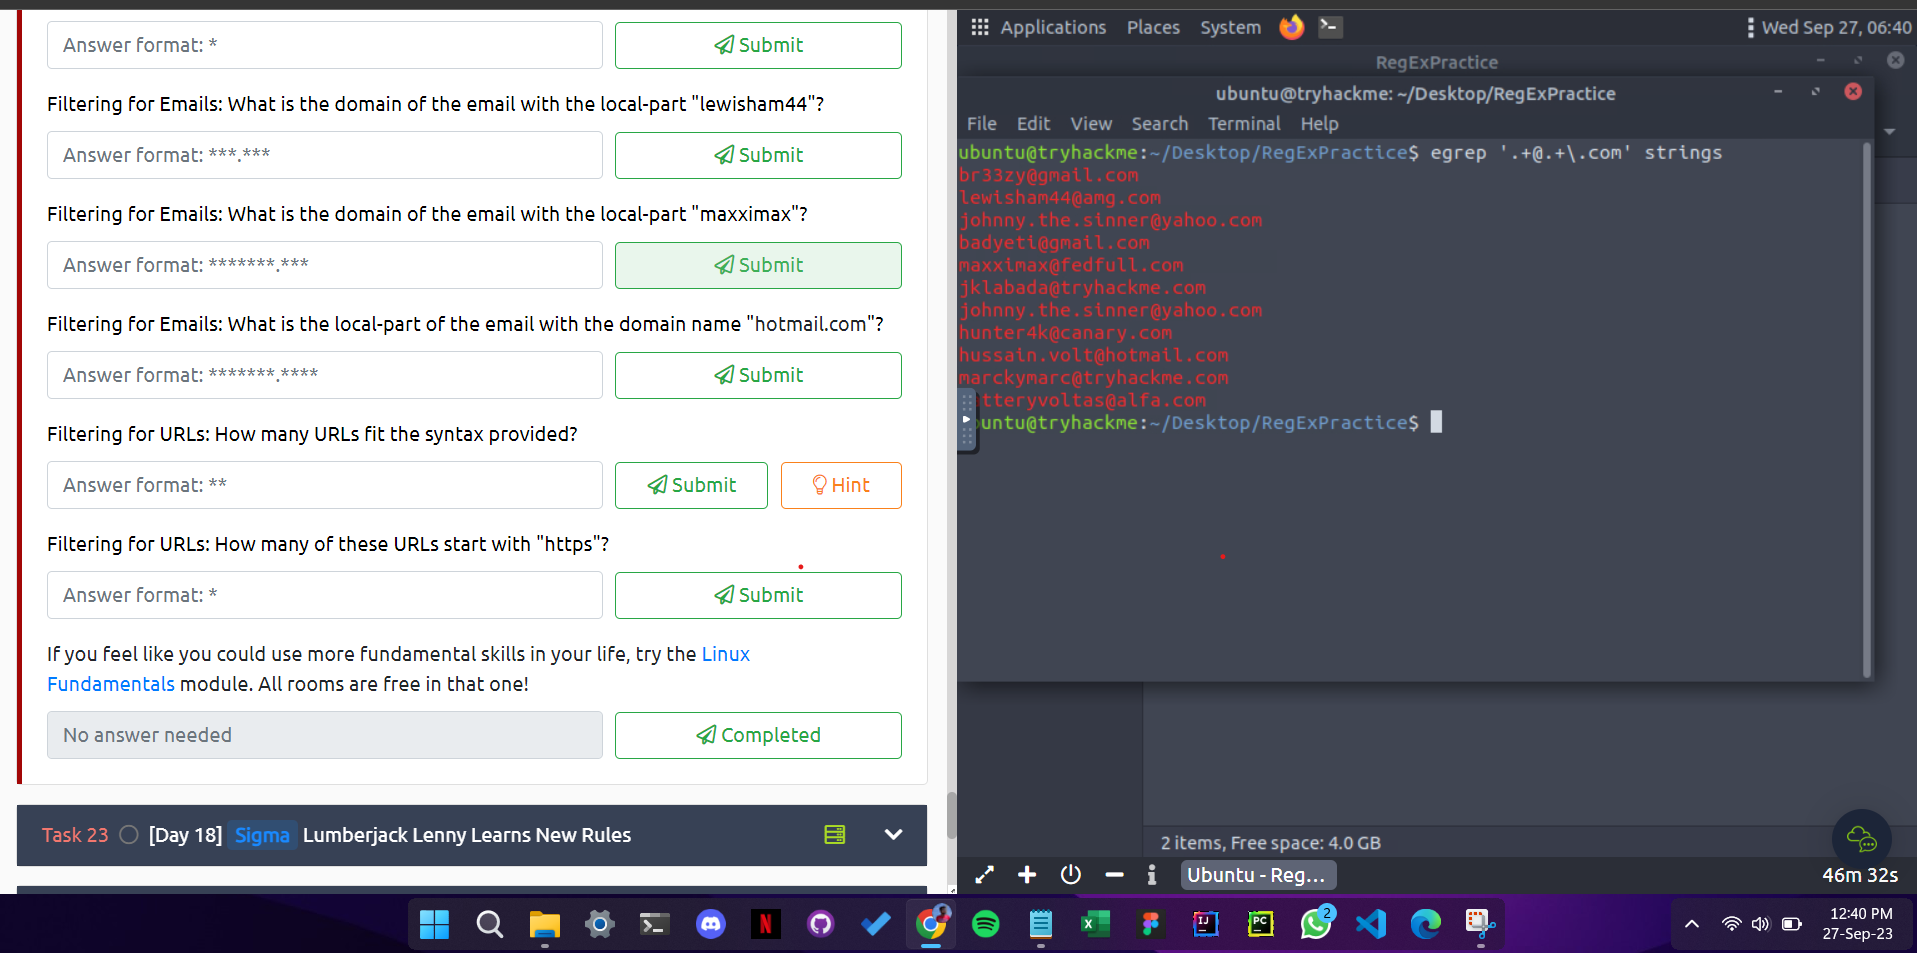 Answer format: *
Submit
Filtering for Emails: What is the domain of the email with the local-part "lewisham44"?
Answer format: ***.***
Submit
Filtering for Emails: What is the domain of the email with the local-part "maxximax"?
Answer format: *******.***
Submit
Filtering for Emails: What is the local-part of the email with the domain name "hotmail.com"?
Answer format: *******.****
Submit
Filtering for URLs: How many URLs fit the syntax provided?
Answer format: **
Submit
Hint
Filtering for URLs: How many of these URLs start with "https"?
Answer format: *
Submit
If you feel like you could use more fundamental skills in your life, try the Linux
Fundamentals module. All rooms are free in that one!
No answer needed
Completed
Task 23 [Day 18] Sigma Lumberjack Lenny Learns New Rules
Applications Places System Wed Sep 27, 06:40
RegExPractice
ubuntu@tryhackme: ~/Desktop/RegExPractice
File Edit View Search Terminal Help
ubuntu@tryhackme:~/Desktop/RegExPractice$ egrep '.+@.+\.com' strings
br33zy@gmail.com
lewisham44@amg.com
johnny.the.sinner@yahoo.com
badyeti@gmail.com
maxximax@fedfull.com
jklabada@tryhackme.com
johnny.the.sinner@yahoo.com
hunter4k@canary.com
hussain.volt@hotmail.com
marckymarc@tryhackme.com
tteryvoltas@alfa.com
buntu@tryhackme:~/Desktop/RegExPractice$
2 items, Free space: 4.0 GB
Ubuntu - Reg...
46m 32s
N
X
IJ
PC
2
12:40 PM
27-Sep-23